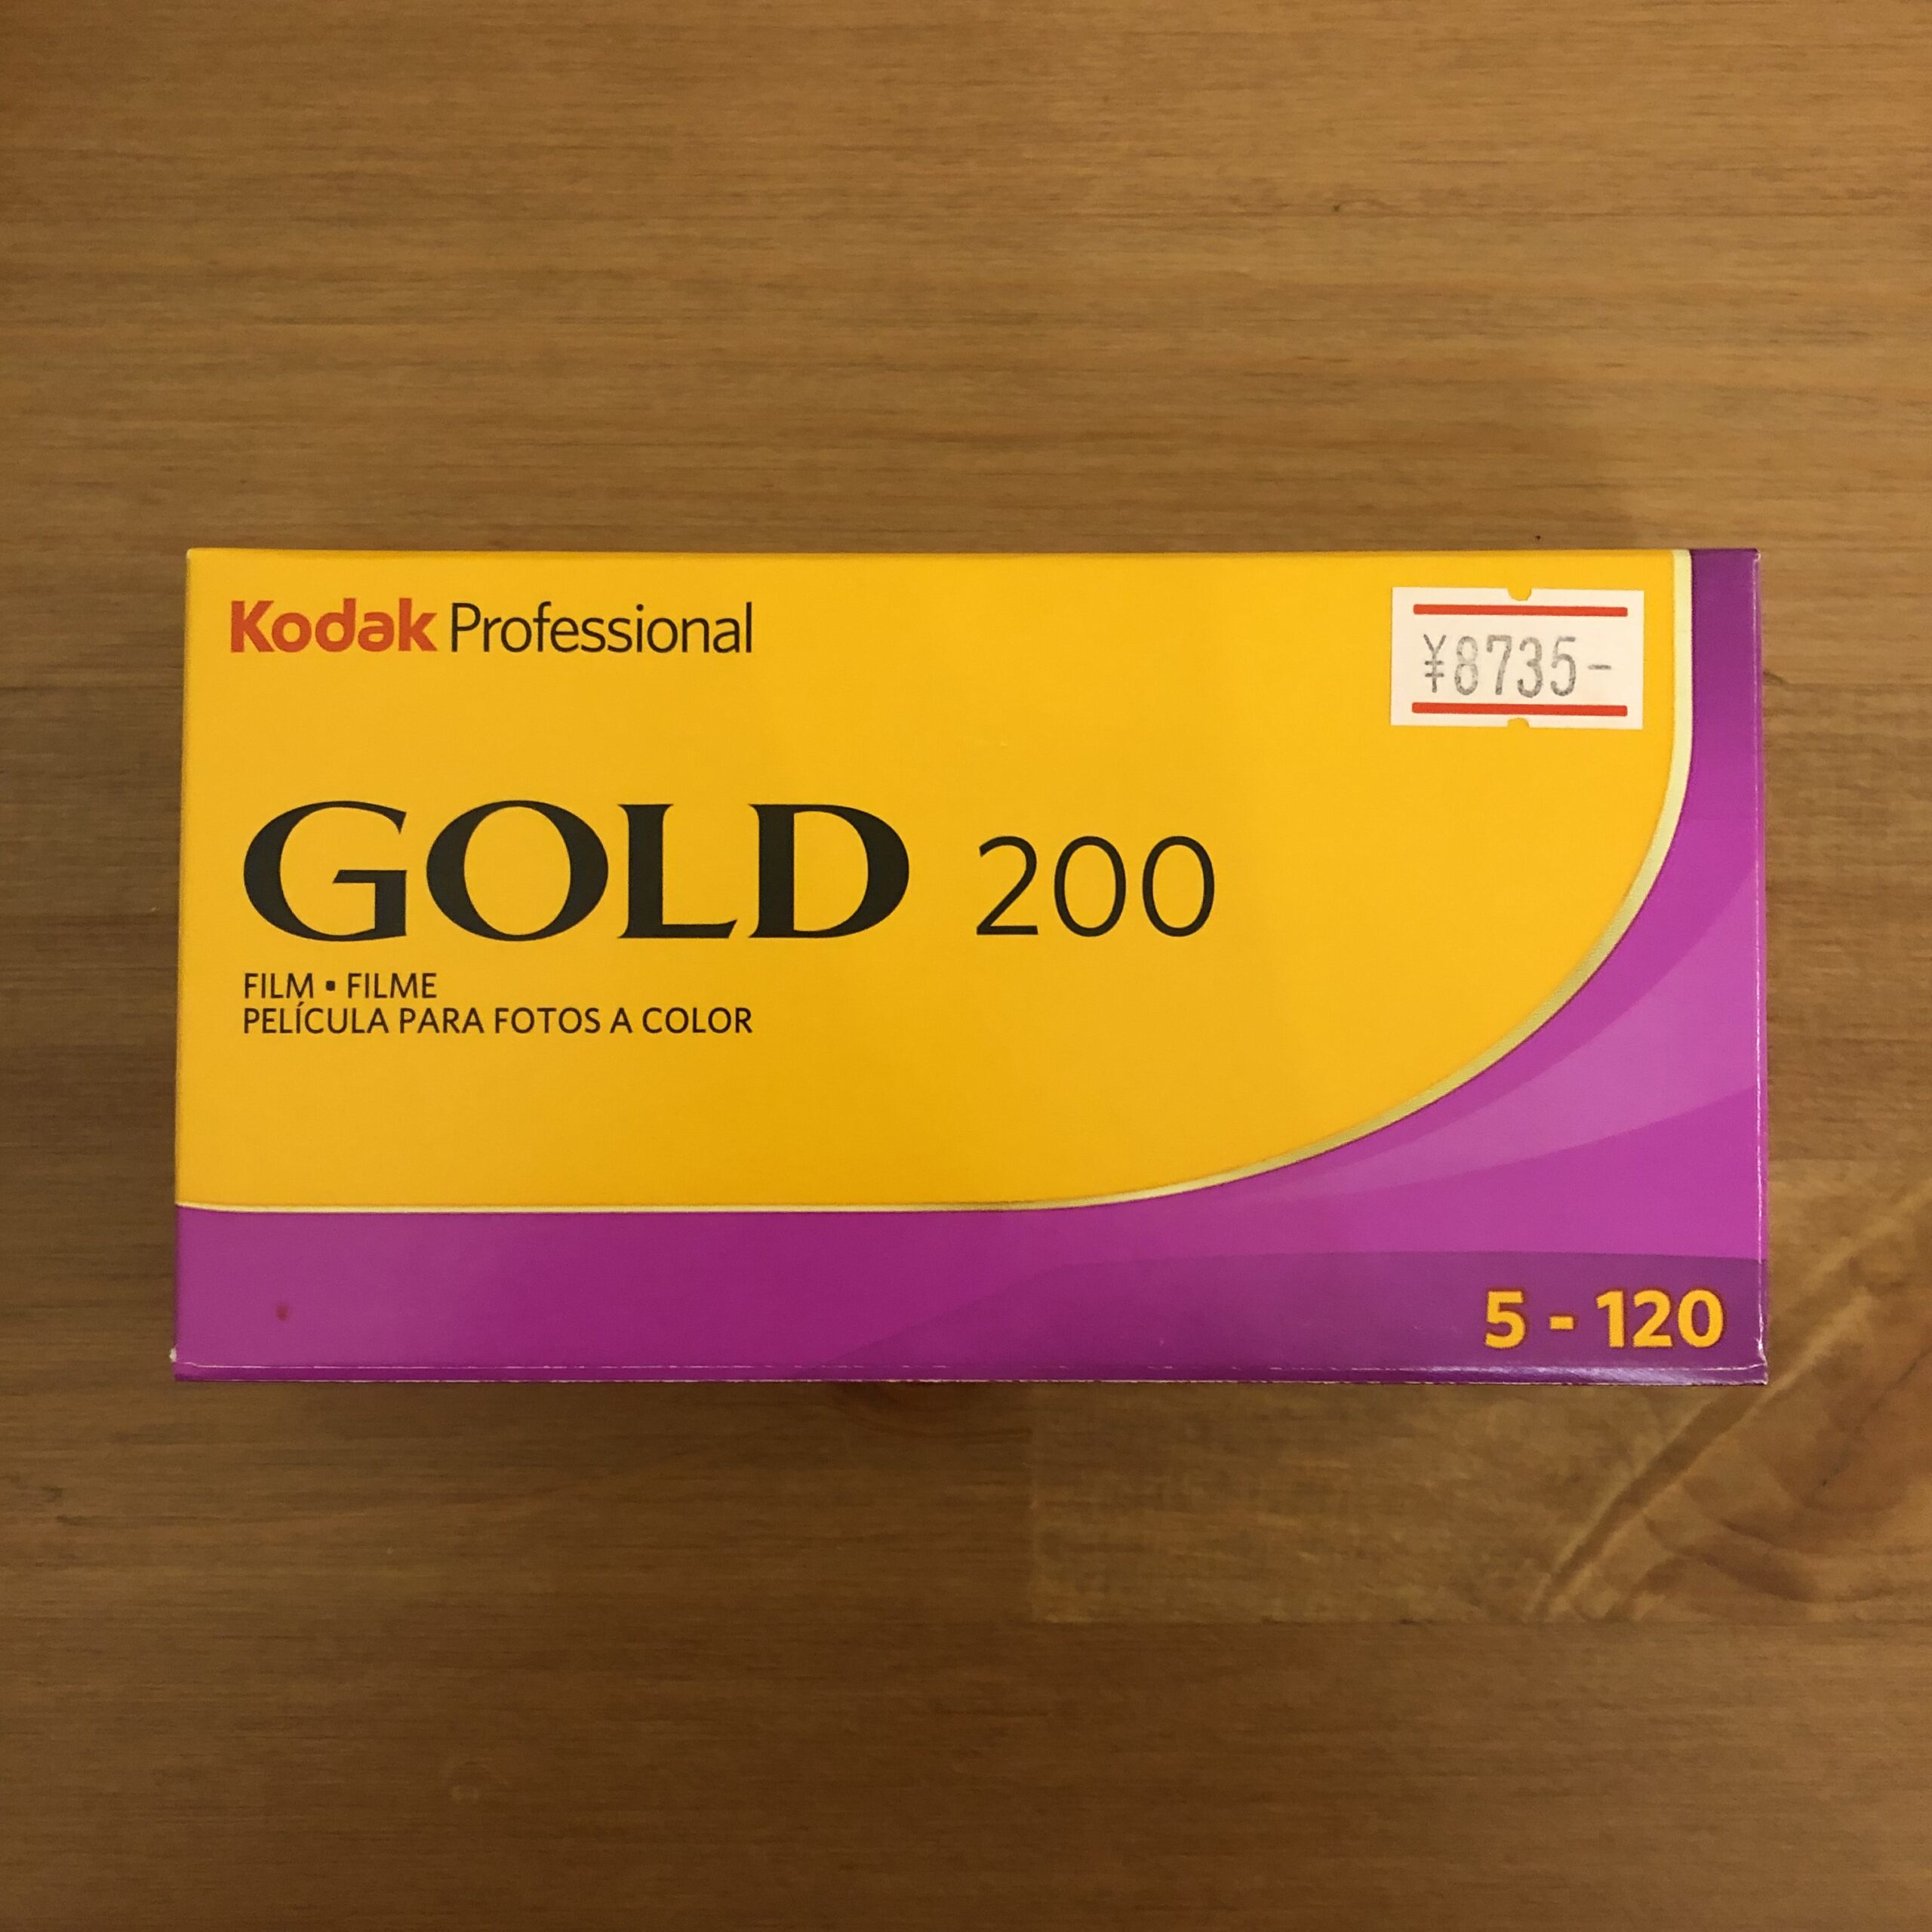 Kodak Professional
¥8735-
GOLD 200
FILM ▪ FILME
PELÍCULA PARA FOTOS A COLOR
5 - 120